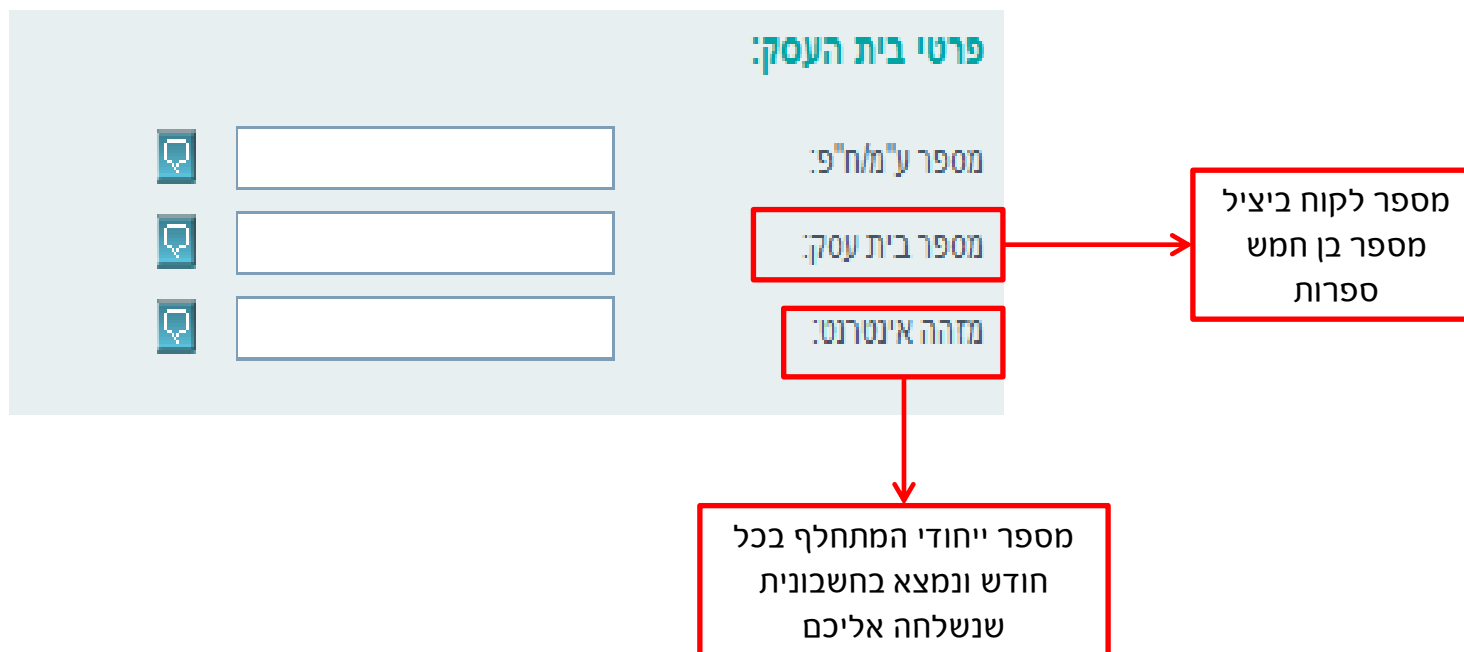 פרטי בית העסק:
מספר ע"מ/ח"פ:
מספר בית עסק:
מזהה אינטרנט:
מספר לקוח ביציל
מספר בן חמש
ספרות
מספר ייחודי המתחלף בכל
חודש ונמצא בחשבונית
שנשלחה אליכם